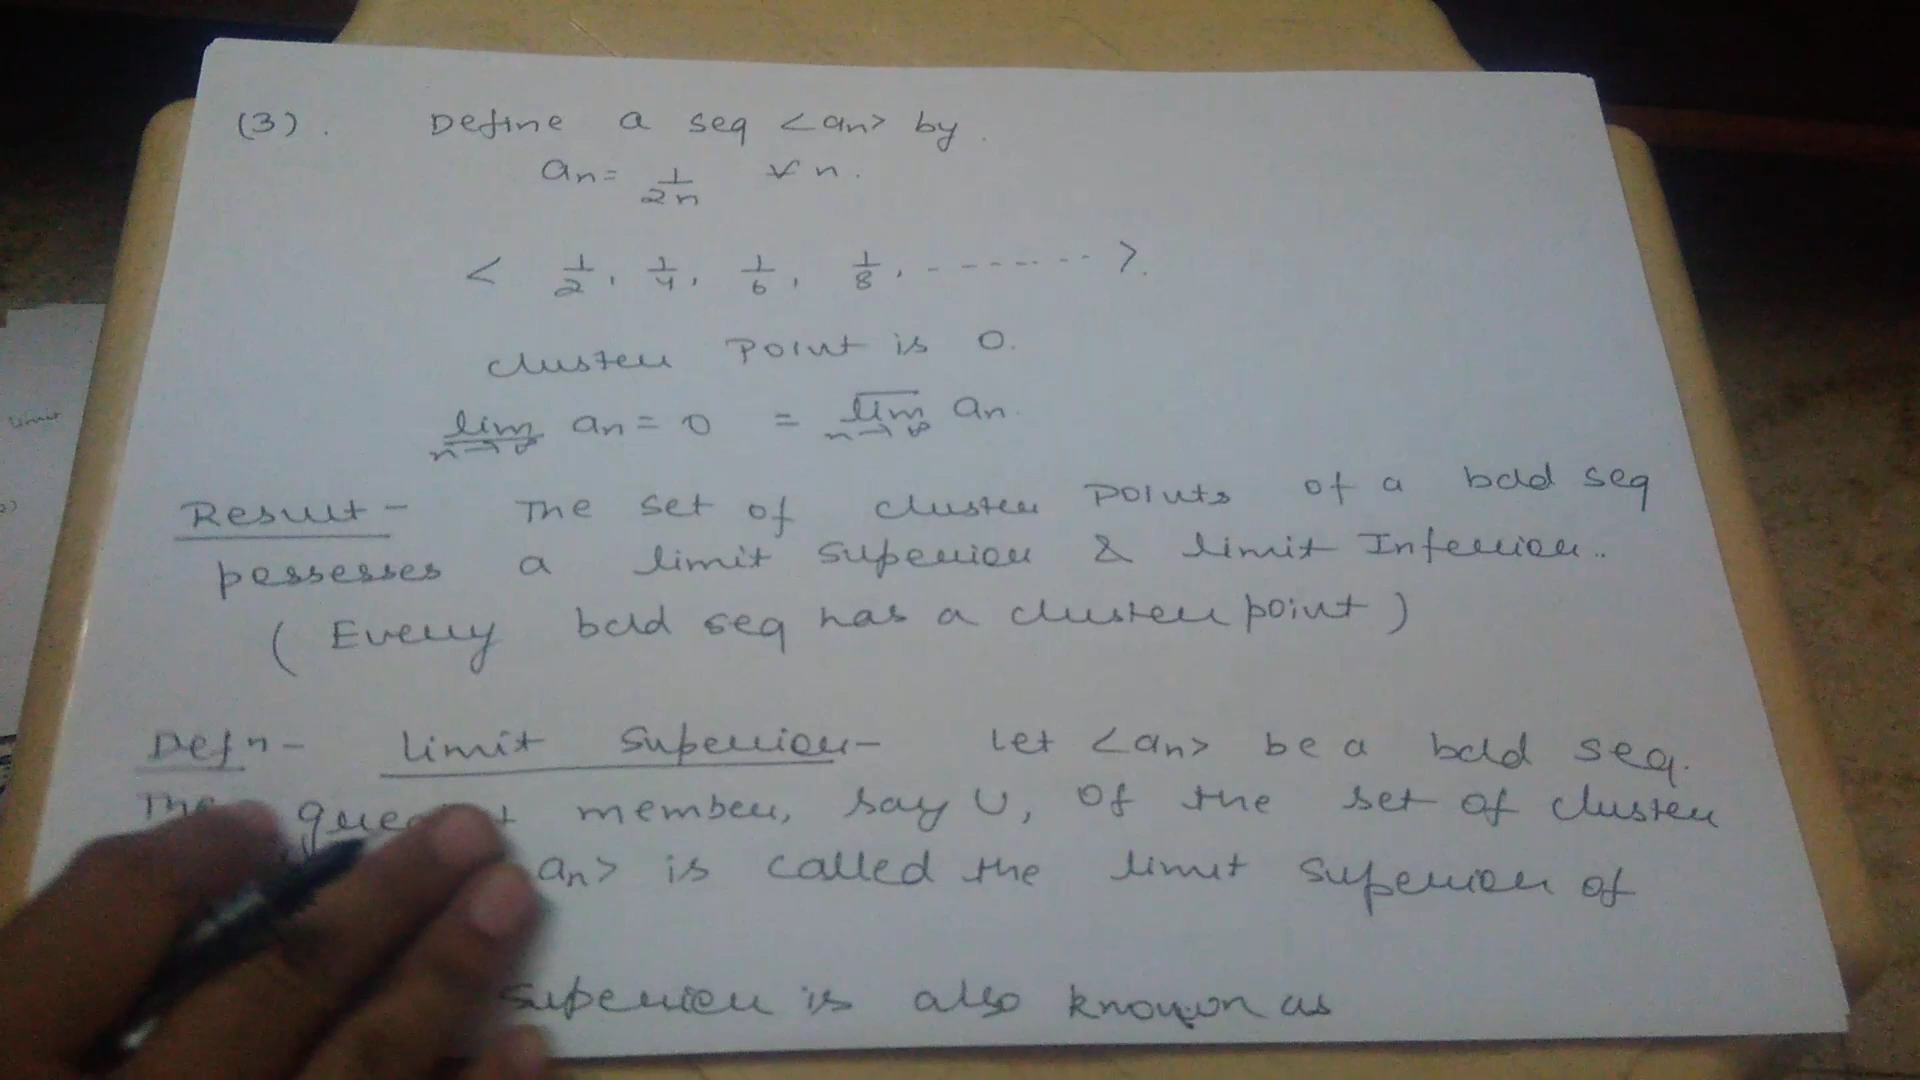 (3). Define a seq <an> by.
an = 1/2n ∀ n.
< 1/2, 1/4, 1/6, 1/8, ------- >.
cluster Point is 0.
lim n→∞ an = 0 = lim n→∞ an.
Result - The set of cluster points of a bdd seq
possesses a limit superior & limit Inferior..
( Every bdd seq has a cluster point )
Defn - Limit Superior - Let <an> be a bdd seq.
The member, say U, of the set of cluster
an> is called the limit superior of
superior is also known as
limit